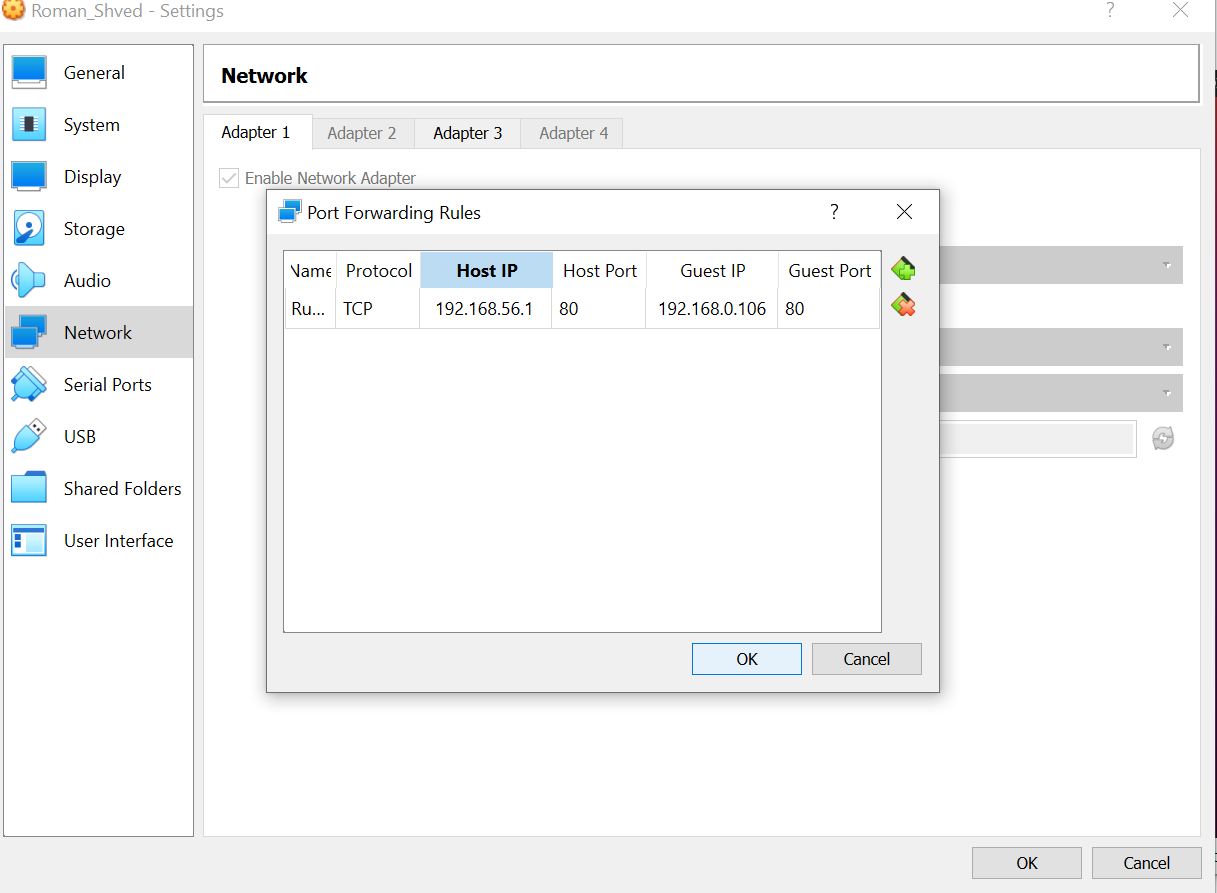 Roman_Shved - Settings ?
General
System
Display
Storage
Audio
Network
Serial Ports
USB
Shared Folders
User Interface
Network
Adapter 1 Adapter 2 Adapter 3 Adapter 4
Enable Network Adapter
Port Forwarding Rules ?
Name Protocol Host IP Host Port Guest IP Guest Port
Ru... TCP 192.168.56.1 80 192.168.0.106 80
OK Cancel
OK Cancel